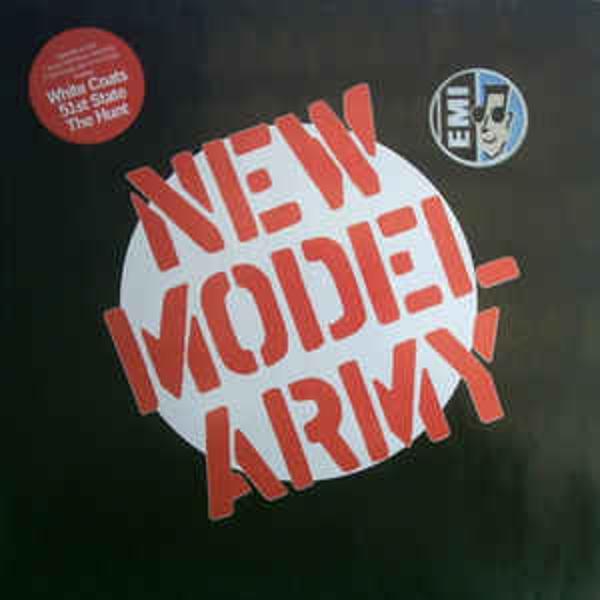 White Coats
51st State
The Hunt
EMI
NEW
MODEL
ARMY